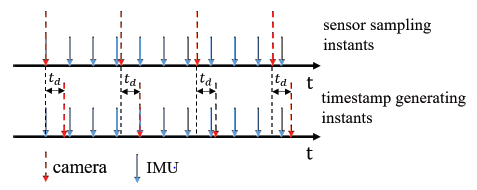 sensor sampling
instants
t
t_d t_d t_d t_d
timestamp generating
instants
t
camera IMU